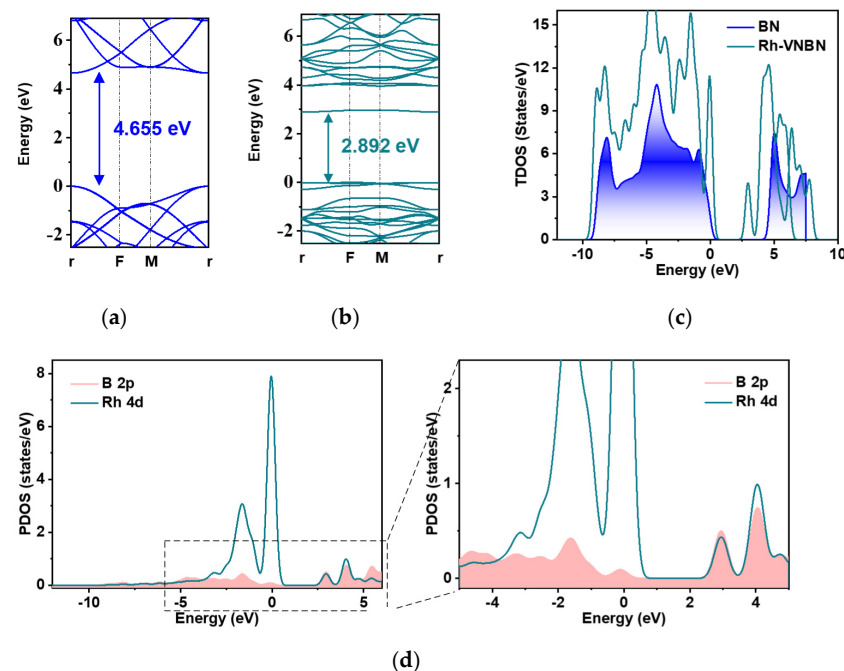 6
4
2
0
-2
Energy (eV)
4.655 eV
r F M r
(a)
6
4
2
0
-2
Energy (eV)
2.892 eV
r F M r
(b)
15
12
9
6
3
0
TDOS (States/eV)
BN
Rh-VNBN
-10 -5 0 5 10
Energy (eV)
(c)
8
6
4
2
0
PDOS (states/eV)
B 2p
Rh 4d
-10 -5 0 5
Energy (eV)
2
1
0
PDOS (states/eV)
B 2p
Rh 4d
-4 -2 0 2 4
Energy (eV)
(d)